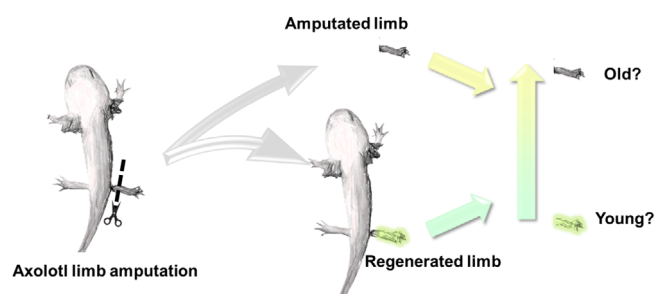 Amputated limb
Old?
Young?
Regenerated limb
Axolotl limb amputation